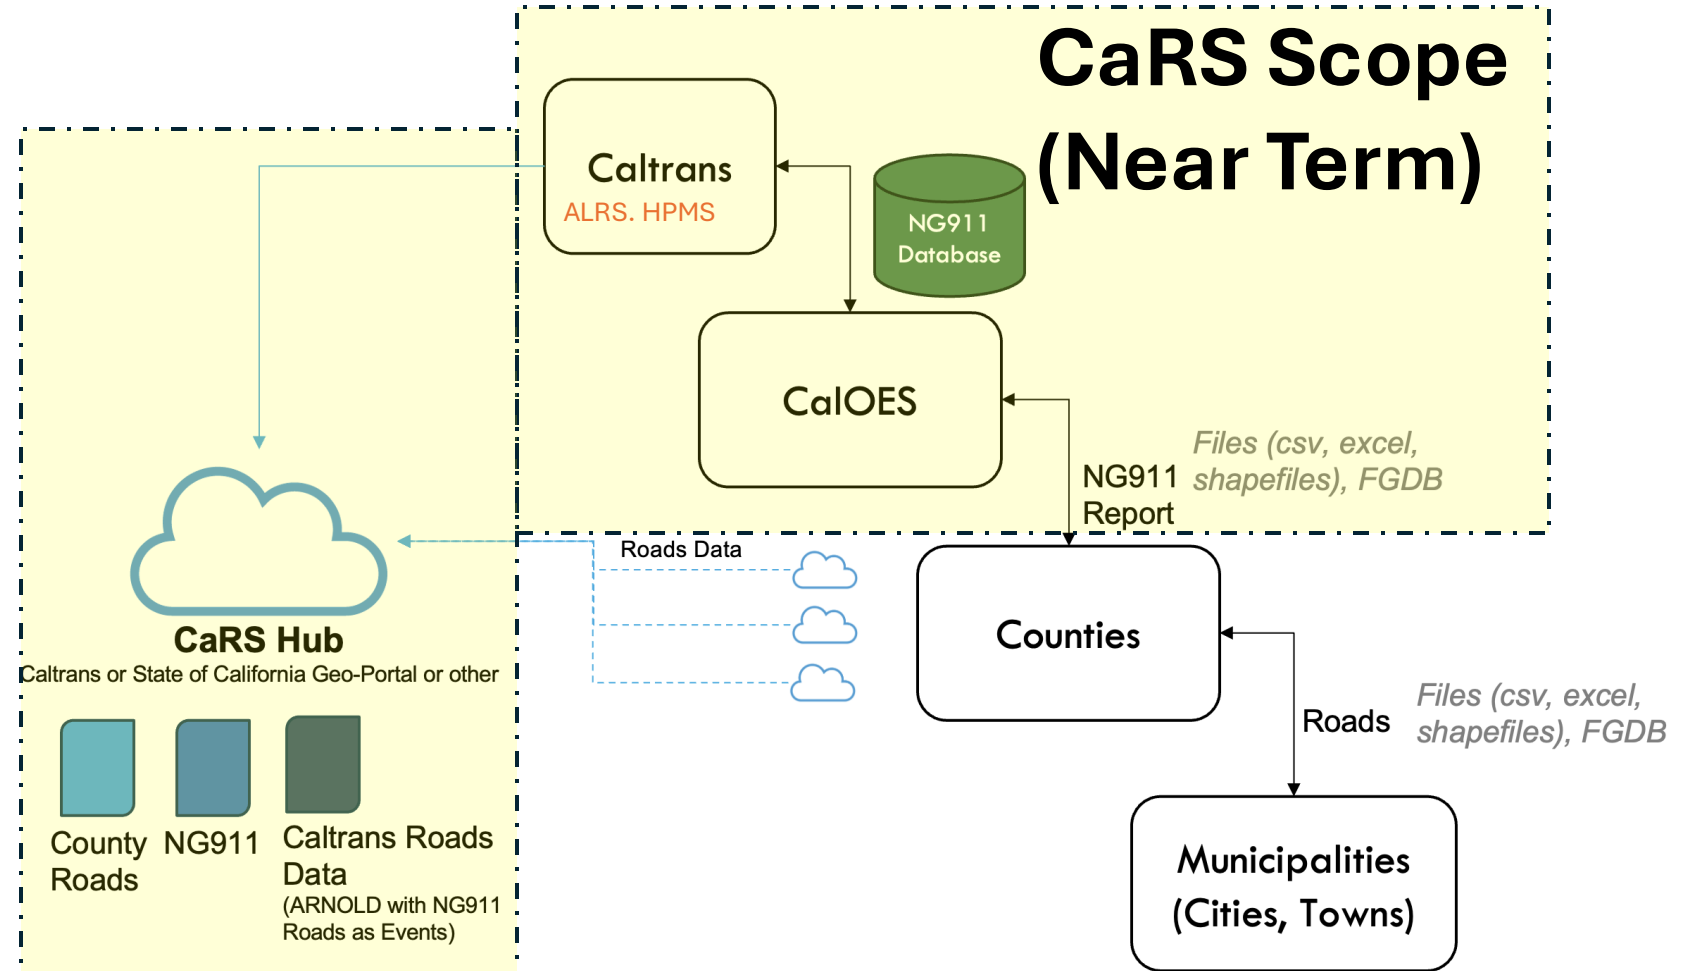 CaRS Scope
(Near Term)
Caltrans
ALRS. HPMS
NG911
Database
CalOES
Files (csv, excel,
shapefiles), FGDB
NG911
Report
Roads Data
Counties
CaRS Hub
Caltrans or State of California Geo-Portal or other
Roads
Files (csv, excel,
shapefiles), FGDB
County
Roads
NG911
Caltrans Roads
Data
(ARNOLD with NG911
Roads as Events)
Municipalities
(Cities, Towns)